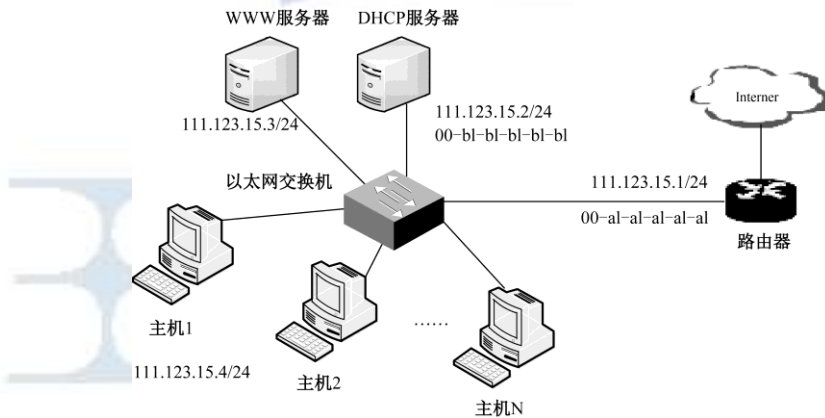 WWW服务器 DHCP服务器
Internet
111.123.15.2/24
111.123.15.3/24
00-bl-bl-bl-bl-bl
以太网交换机
111.123.15.1/24
00-al-al-al-al-al
路由器
主机1
……
111.123.15.4/24
主机2
主机N